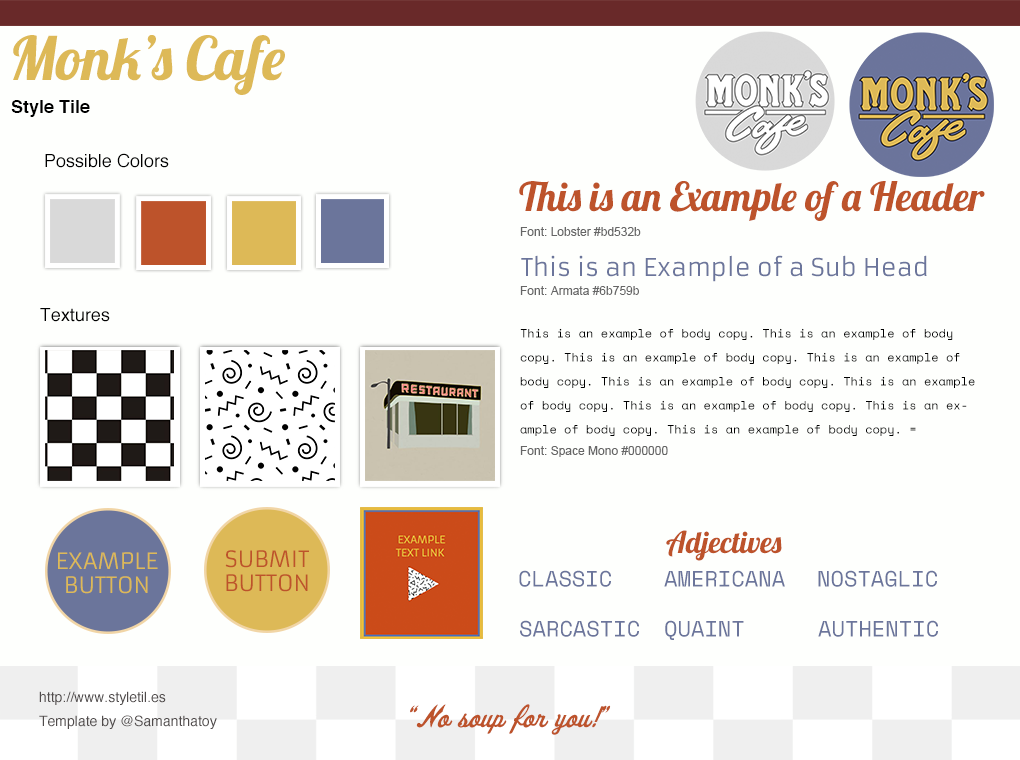 Monk's Cafe
Style Tile
MONK'S
Cafe
MONK'S
Cafe
Possible Colors
Textures
RESTAURANT
EXAMPLE
BUTTON
SUBMIT
BUTTON
EXAMPLE
TEXT LINK
This is an Example of a Header
Font: Lobster #bd532b
This is an Example of a Sub Head
Font: Armata #6b759b
This is an example of body copy. This is an example of body
copy. This is an example of body copy. This is an example of
body copy. This is an example of body copy. This is an example
of body copy. This is an example of body copy. This is an ex-
ample of body copy. This is an example of body copy. =
Font: Space Mono #000000
Adjectives
CLASSIC AMERICANA NOSTAGLIC
SARCASTIC QUAINT AUTHENTIC
http://www.styletil.es
Template by @Samanthatoy
“No soup for you!”